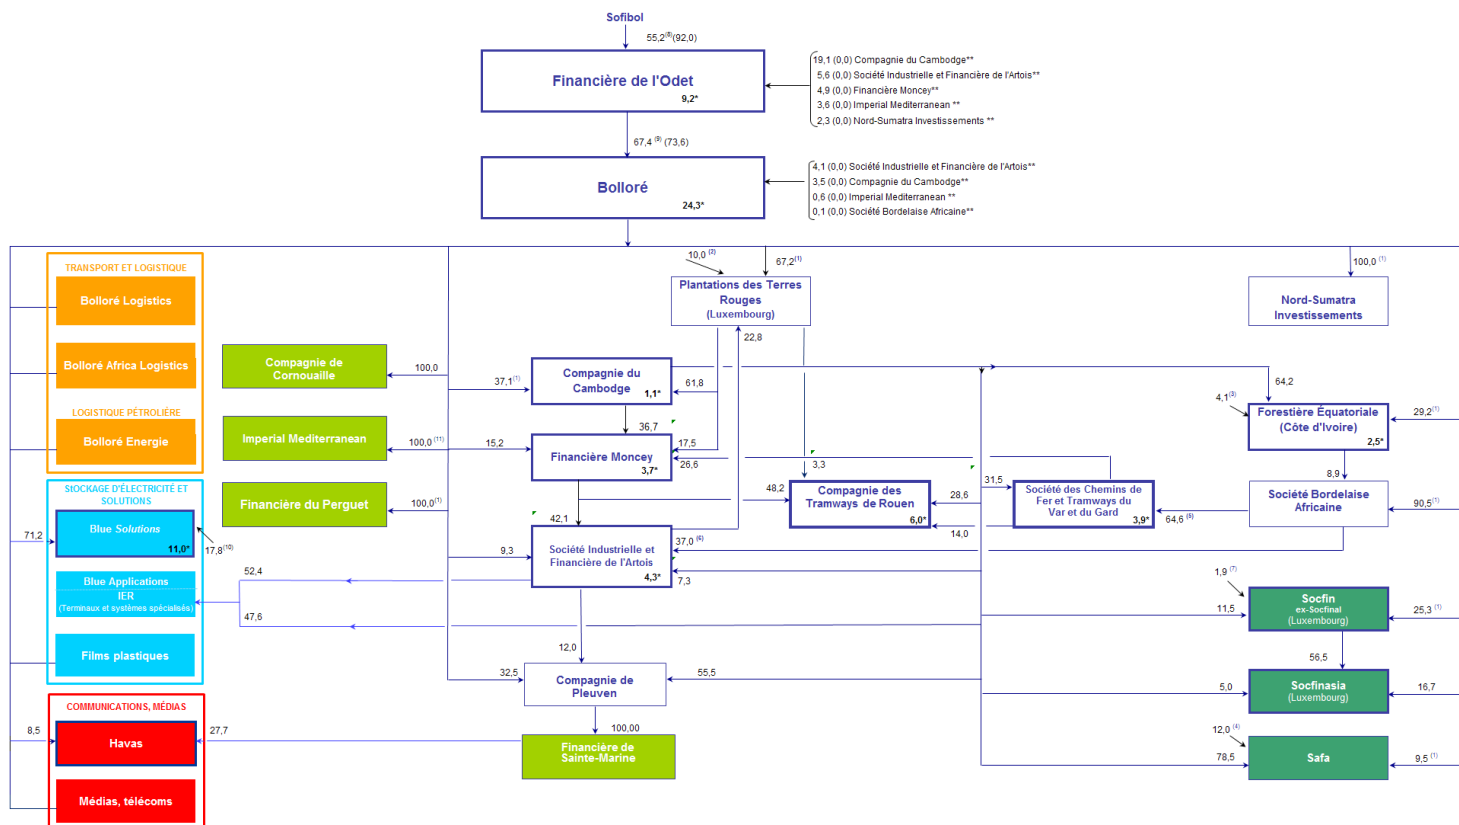 Sofibol
55,2(8)(92,0)
Financière de l'Odet
9,2*
19,1 (0,0) Compagnie du Cambodge**
5,6 (0,0) Société Industrielle et Financière de l'Artois**
4,9 (0,0) Financière Moncey**
3,6 (0,0) Imperial Mediterranean **
2,3 (0,0) Nord-Sumatra Investissements **
67,4 (9) (73,6)
Bolloré
24,3*
4,1 (0,0) Société Industrielle et Financière de l'Artois**
3,5 (0,0) Compagnie du Cambodge**
0,6 (0,0) Imperial Mediterranean **
0,1 (0,0) Société Bordelaise Africaine**
TRANSPORT ET LOGISTIQUE
Bolloré Logistics
Bolloré Africa Logistics
LOGISTIQUE PÉTROLIÈRE
Bolloré Energie
StOCKAGE D'ÉLECTRICITÉ ET
SOLUTIONS
71,2
Blue Solutions
11,0*
17,8(10)
Blue Applications
IER
(Terminaux et systèmes spécialisés)
52,4
47,6
Films plastiques
COMMUNICATIONS, MÉDIAS
8,5
Havas
27,7
Médias, télécoms
Compagnie de
Cornouaille
100,0
Imperial Mediterranean
100,0 (11)
Financière du Perguet
100,0(1)
10,0 (2)
67,2(1)
Plantations des Terres
Rouges
(Luxembourg)
22,8
37,1(1)
Compagnie du
Cambodge
1,1*
61,8
36,7
15,2
Financière Moncey
3,7*
17,5
26,6
3,3
42,1
48,2
Compagnie des
Tramways de Rouen
6,0*
28,6
14,0
31,5
Société des Chemins de
Fer et Tramways du
Var et du Gard
3,9*
64,6 (5)
9,3
Société Industrielle et
Financière de l'Artois
4,3*
37,0 (6)
7,3
12,0
32,5
Compagnie de
Pleuven
55,5
100,00
Financière de
Sainte-Marine
100,0 (1)
Nord-Sumatra
Investissements
64,2
4,1(3)
Forestière Équatoriale
(Côte d'Ivoire)
2,5*
29,2(1)
8,9
Société Bordelaise
Africaine
90,5(1)
1,9 (7)
11,5
Socfin
ex-Socfinal
(Luxembourg)
25,3 (1)
56,5
5,0
Socfinasia
(Luxembourg)
16,7
12,0 (4)
78,5
Safa
9,5 (1)